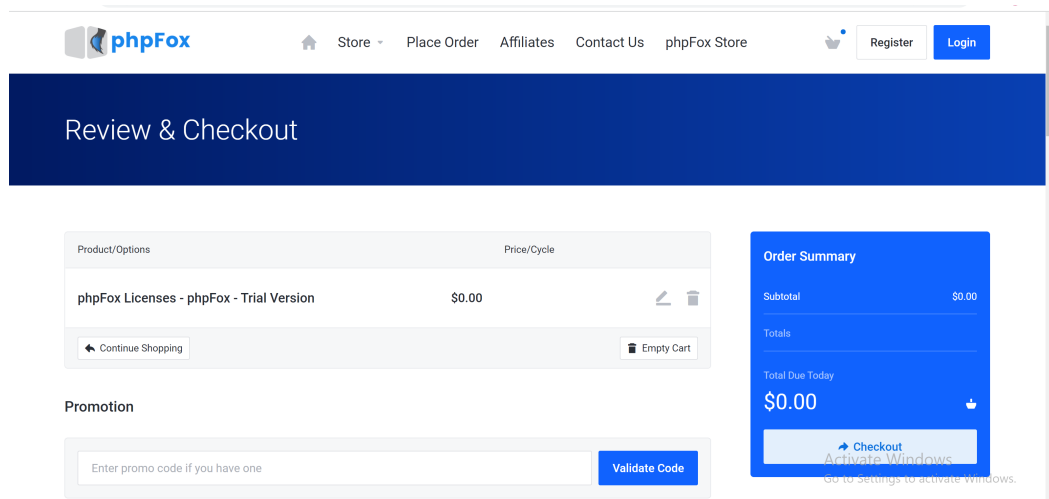 phpFox
Store
Place Order
Affiliates
Contact Us
phpFox Store
Register
Login
Review & Checkout
Product/Options
Price/Cycle
phpFox Licenses - phpFox - Trial Version
$0.00
Continue Shopping
Empty Cart
Promotion
Enter promo code if you have one
Validate Code
Order Summary
Subtotal
$0.00
Totals
Total Due Today
$0.00
Checkout
Activate Windows
Go to Settings to activate Windows.